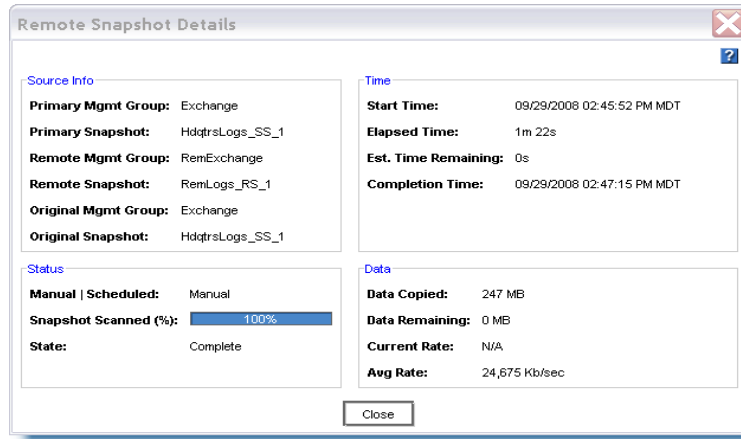 Remote Snapshot Details
?
Source Info
Primary Mgmt Group: Exchange
Primary Snapshot: HdqtrsLogs_SS_1
Remote Mgmt Group: RemExchange
Remote Snapshot: RemLogs_RS_1
Original Mgmt Group: Exchange
Original Snapshot: HdqtrsLogs_SS_1
Time
Start Time: 09/29/2008 02:45:52 PM MDT
Elapsed Time: 1m 22s
Est. Time Remaining: 0s
Completion Time: 09/29/2008 02:47:15 PM MDT
Status
Manual | Scheduled: Manual
Snapshot Scanned (%): 100%
State: Complete
Data
Data Copied: 247 MB
Data Remaining: 0 MB
Current Rate: N/A
Avg Rate: 24,675 Kb/sec
Close